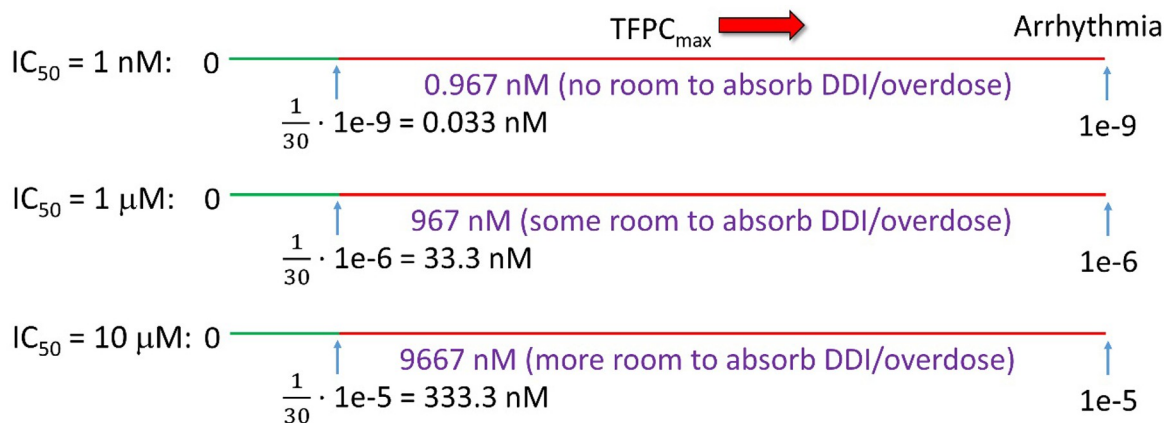 TFPCmax Arrhythmia
IC50 = 1 nM: 0
0.967 nM (no room to absorb DDI/overdose)
1/30 · 1e-9 = 0.033 nM 1e-9
IC50 = 1 μM: 0
967 nM (some room to absorb DDI/overdose)
1/30 · 1e-6 = 33.3 nM 1e-6
IC50 = 10 μM: 0
9667 nM (more room to absorb DDI/overdose)
1/30 · 1e-5 = 333.3 nM 1e-5